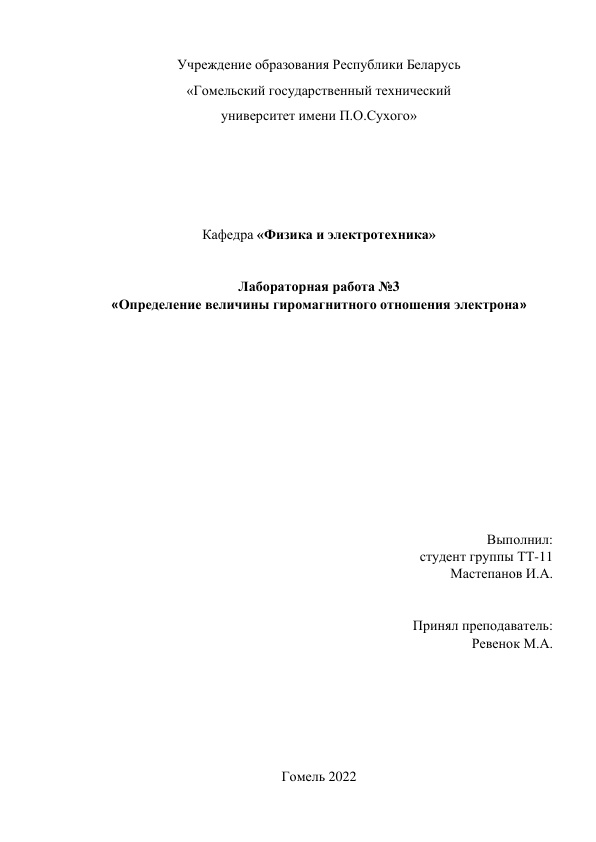 Учреждение образования Республики Беларусь
«Гомельский государственный технический
университет имени П.О.Сухого»
Кафедра «Физика и электротехника»
Лабораторная работа №3
«Определение величины гиромагнитного отношения электрона»
Выполнил:
студент группы ТТ-11
Мастепанов И.А.
Принял преподаватель:
Ревенок М.А.
Гомель 2022